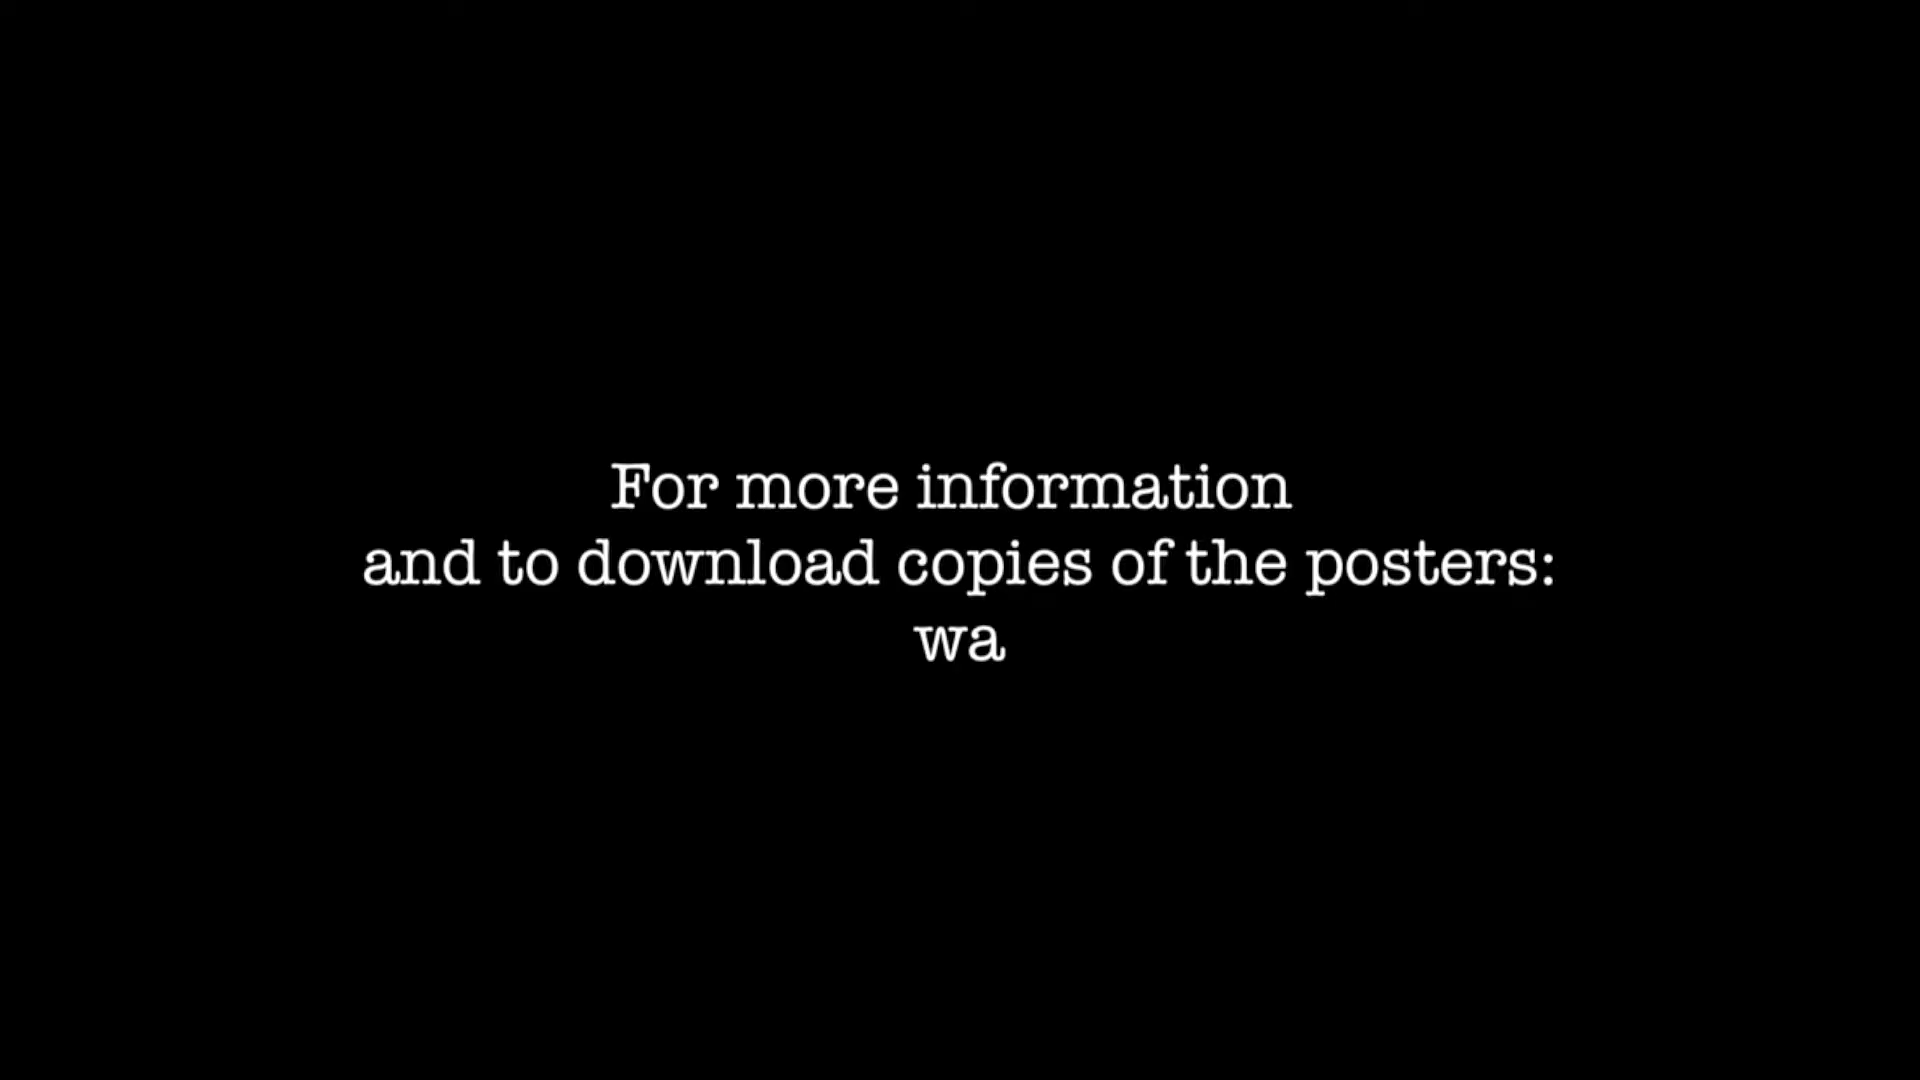 For more information
and to download copies of the posters:
wa